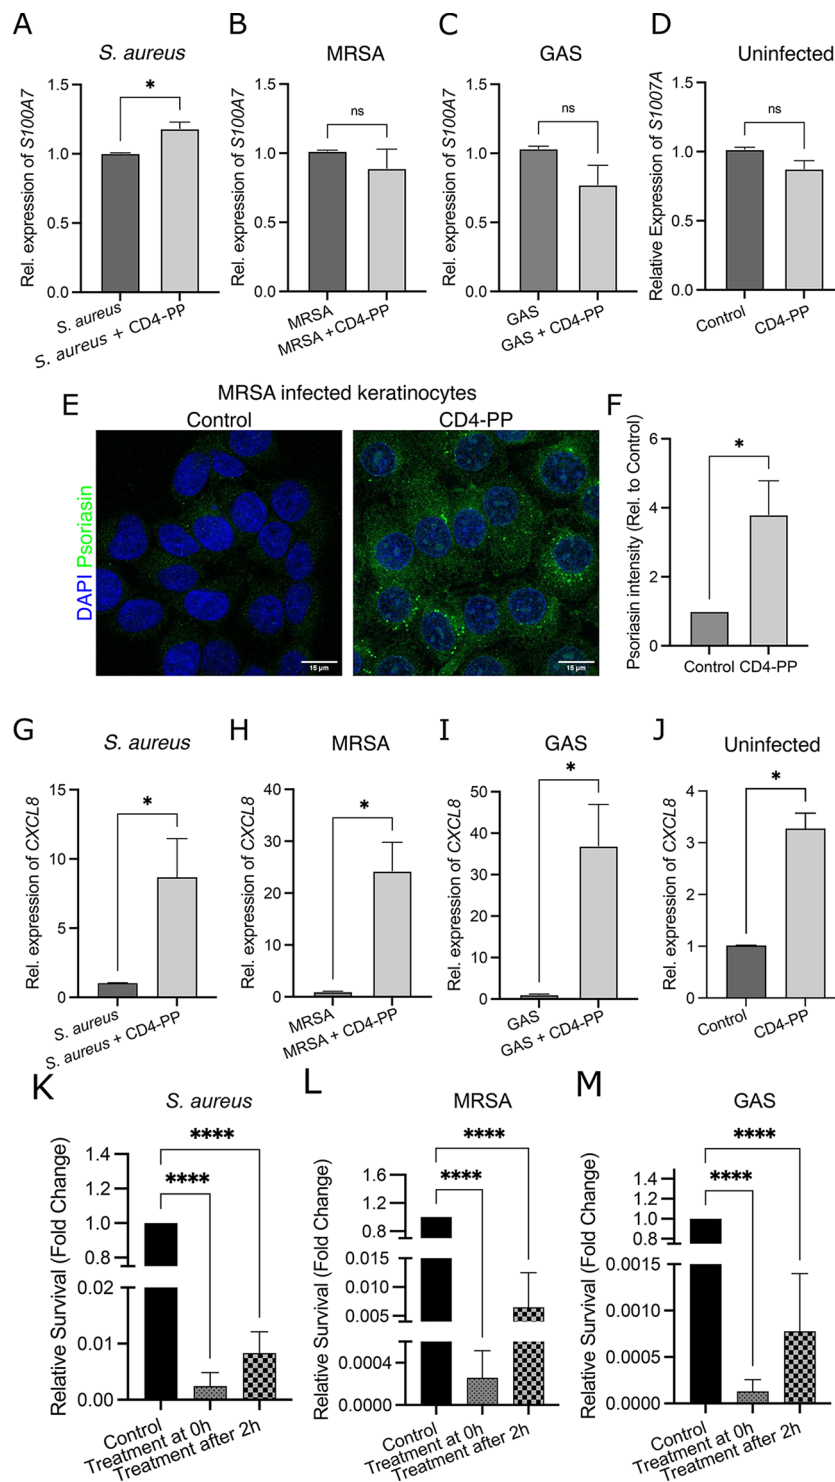 A
S. aureus
Rel. expression of S100A7
1.5
1.0
0.5
0.0
*
S. aureus
S. aureus + CD4-PP
B
MRSA
Rel. expression of S100A7
1.5
1.0
0.5
0.0
ns
MRSA
MRSA +CD4-PP
C
GAS
Rel. expression of S100A7
1.5
1.0
0.5
0.0
ns
GAS
GAS + CD4-PP
D
Uninfected
Relative Expression of S1007A
1.5
1.0
0.5
0.0
ns
Control
CD4-PP
E
MRSA infected keratinocytes
Control
CD4-PP
DAPI Psoriasin
15 µm
15 µm
F
Psoriasin intensity (Rel. to Control)
6
4
2
0
*
Control CD4-PP
G
S. aureus
Rel. expression of CXCL8
15
10
5
0
*
S. aureus
S. aureus + CD4-PP
H
MRSA
Rel. expression of CXCL8
40
30
20
10
0
*
MRSA
MRSA + CD4-PP
I
GAS
Rel. expression of CXCL8
50
40
30
20
10
0
*
GAS
GAS + CD4-PP
J
Uninfected
Rel. expression of CXCL8
4
3
2
1
0
*
Control
CD4-PP
K
S. aureus
Relative Survival (Fold Change)
1.4
1.2
1.0
0.8
0.02
0.01
0.00
****
****
Control
Treatment at 0h
Treatment after 2h
L
MRSA
Relative Survival (Fold Change)
1.6
1.4
1.2
1.0
0.8
0.015
0.010
0.005
0.0004
0.0000
****
****
Control
Treatment at 0h
Treatment after 2h
M
GAS
Relative Survival (Fold Change)
1.4
1.2
1.0
0.8
0.0015
0.0010
0.0005
0.0000
****
****
Control
Treatment at 0h
Treatment after 2h